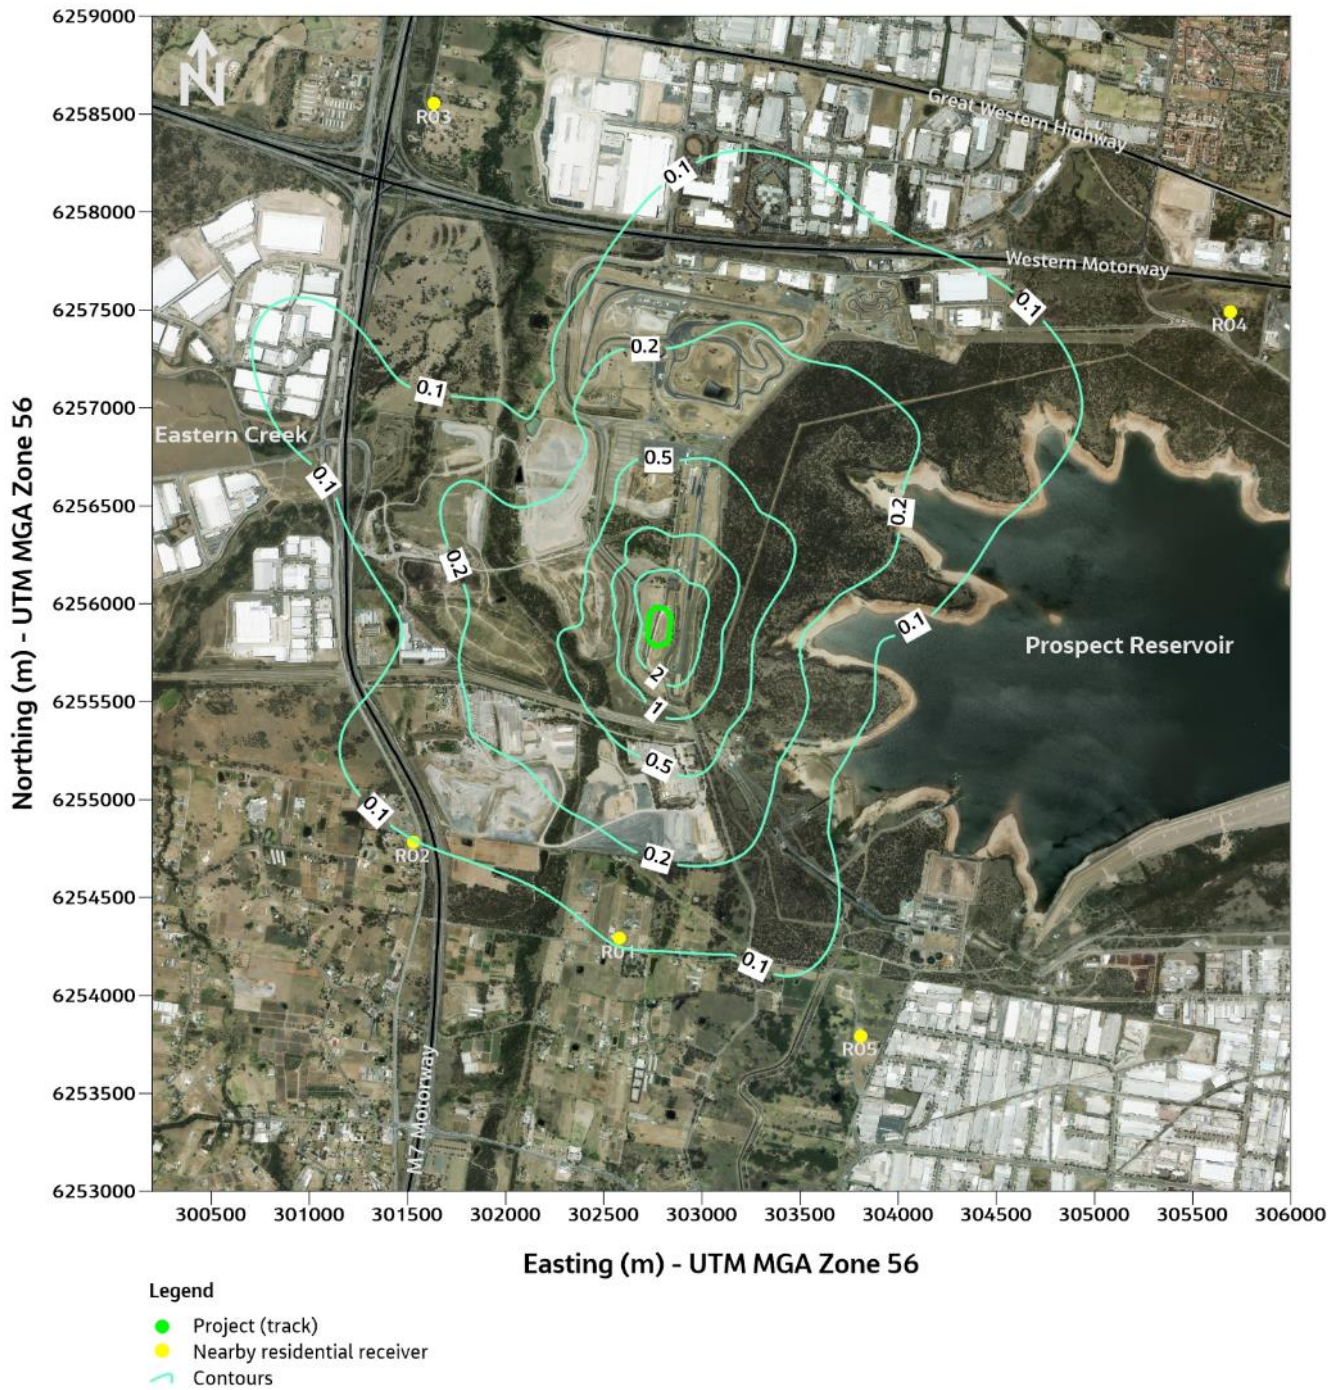 6259000
N
R03
Great Western Highway
6258500
0.1
6258000
Western Motorway
6257500
0.1
R04
0.2
0.1
6257000
Eastern Creek
0.5
0.1
6256500
0.2
0.2
6256000
0.1
Prospect Reservoir
2
6255500
1
0.5
6255000
0.1
R02
0.2
6254500
R01
0.1
6254000
R05
6253500
M7 Motorway
6253000
Northing (m) - UTM MGA Zone 56
300500 301000 301500 302000 302500 303000 303500 304000 304500 305000 305500 306000
Easting (m) - UTM MGA Zone 56
Legend
Project (track)
Nearby residential receiver
Contours